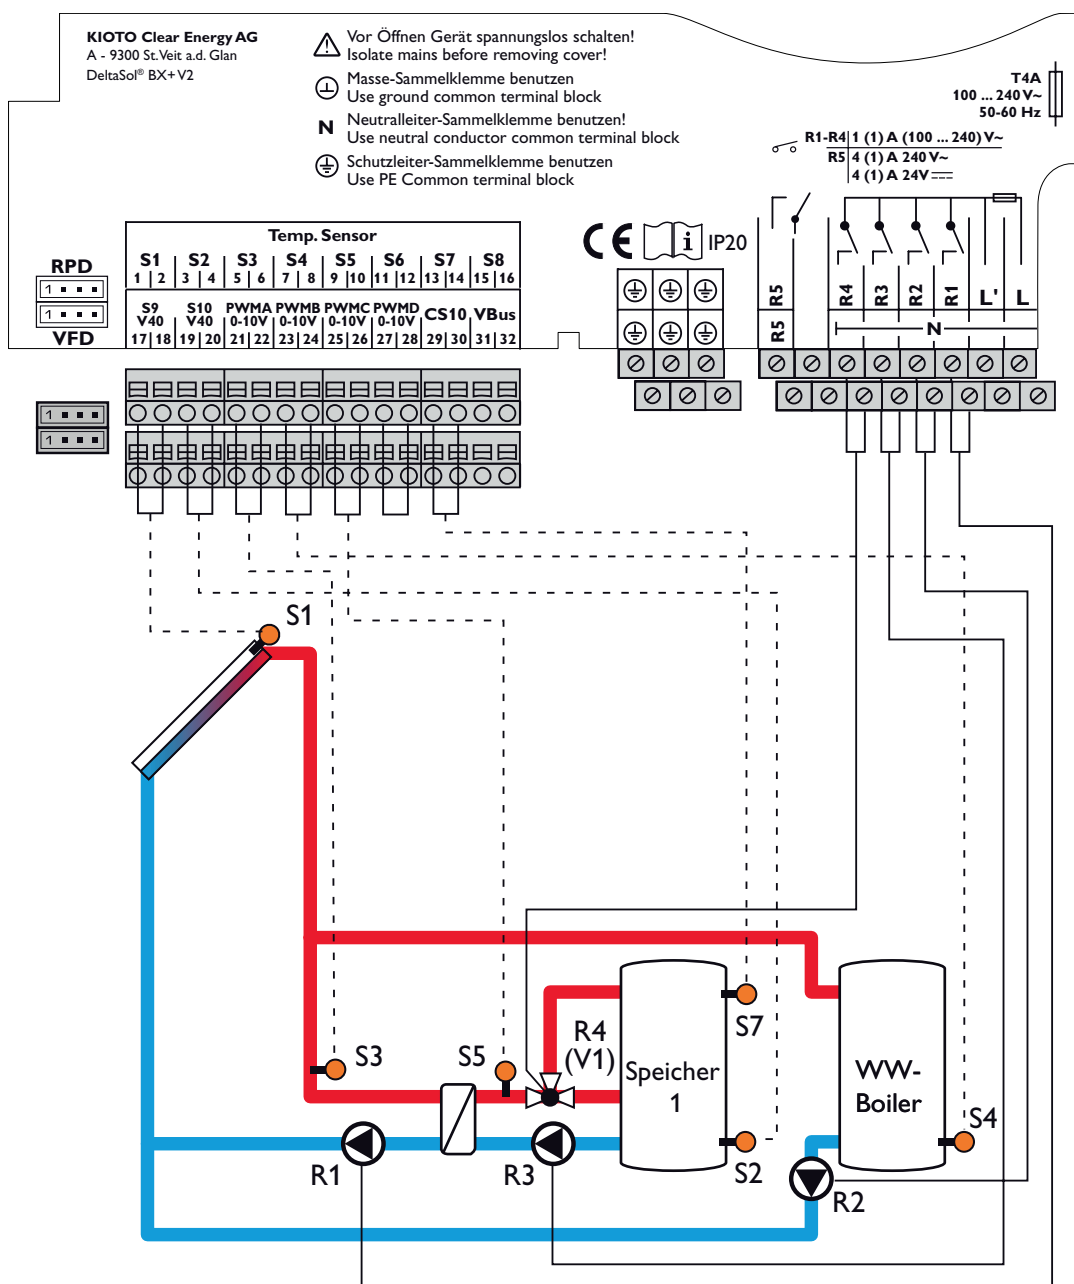 KIOTO Clear Energy AG
A - 9300 St.Veit a.d. Glan
DeltaSol® BX+V2
Vor Öffnen Gerät spannungslos schalten!
Isolate mains before removing cover!
Masse-Sammelklemme benutzen
Use ground common terminal block
N Neutralleiter-Sammelklemme benutzen!
Use neutral conductor common terminal block
Schutzleiter-Sammelklemme benutzen
Use PE Common terminal block
T4A
100 ... 240 V~
50-60 Hz
R1-R4 1 (1) A (100 ... 240) V~
R5 4 (1) A 240 V~
4 (1) A 24V
CE i IP20
Temp. Sensor
S1 S2 S3 S4 S5 S6 S7 S8
1 2 3 4 5 6 7 8 9 10 11 12 13 14 15 16
S9 S10 PWMA PWMB PWMC PWMD CS10 VBus
V40 V40 0-10V 0-10V 0-10V 0-10V
17 18 19 20 21 22 23 24 25 26 27 28 29 30 31 32
RPD
1
1
VFD
1
1
R5 R4 R3 R2 R1 L' L
R5 N
S1
S3
S5
R4
(V1)
S7
Speicher
1
WW-
Boiler
S4
S2
R1
R3
R2